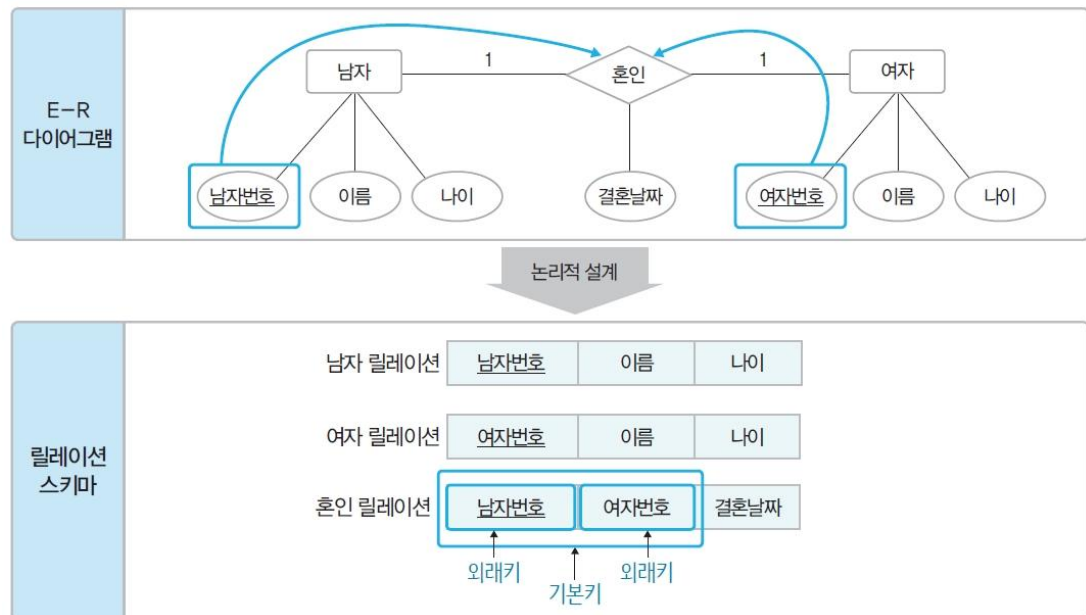 E-R
다이어그램
남자
1
혼인
1
여자
남자번호
이름
나이
결혼날짜
여자번호
이름
나이
논리적 설계
릴레이션
스키마
남자 릴레이션
남자번호
이름
나이
여자 릴레이션
여자번호
이름
나이
혼인 릴레이션
남자번호
여자번호
결혼날짜
외래키
기본키
외래키